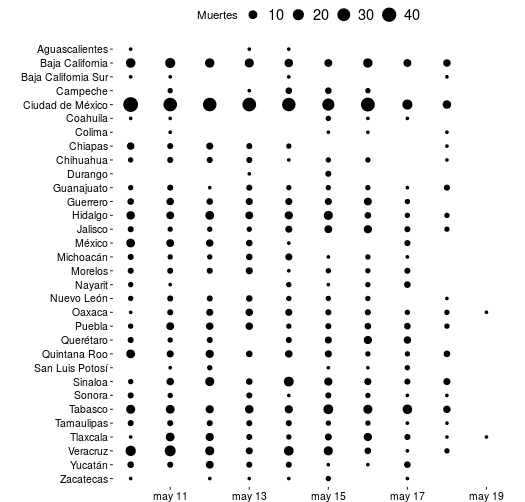 Muertes 10 20 30 40
Aguascalientes
Baja California
Baja California Sur
Campeche
Ciudad de México
Coahuila
Colima
Chiapas
Chihuahua
Durango
Guanajuato
Guerrero
Hidalgo
Jalisco
México
Michoacán
Morelos
Nayarit
Nuevo León
Oaxaca
Puebla
Querétaro
Quintana Roo
San Luis Potosí
Sinaloa
Sonora
Tabasco
Tamaulipas
Tlaxcala
Veracruz
Yucatán
Zacatecas
may 11 may 13 may 15 may 17 may 19